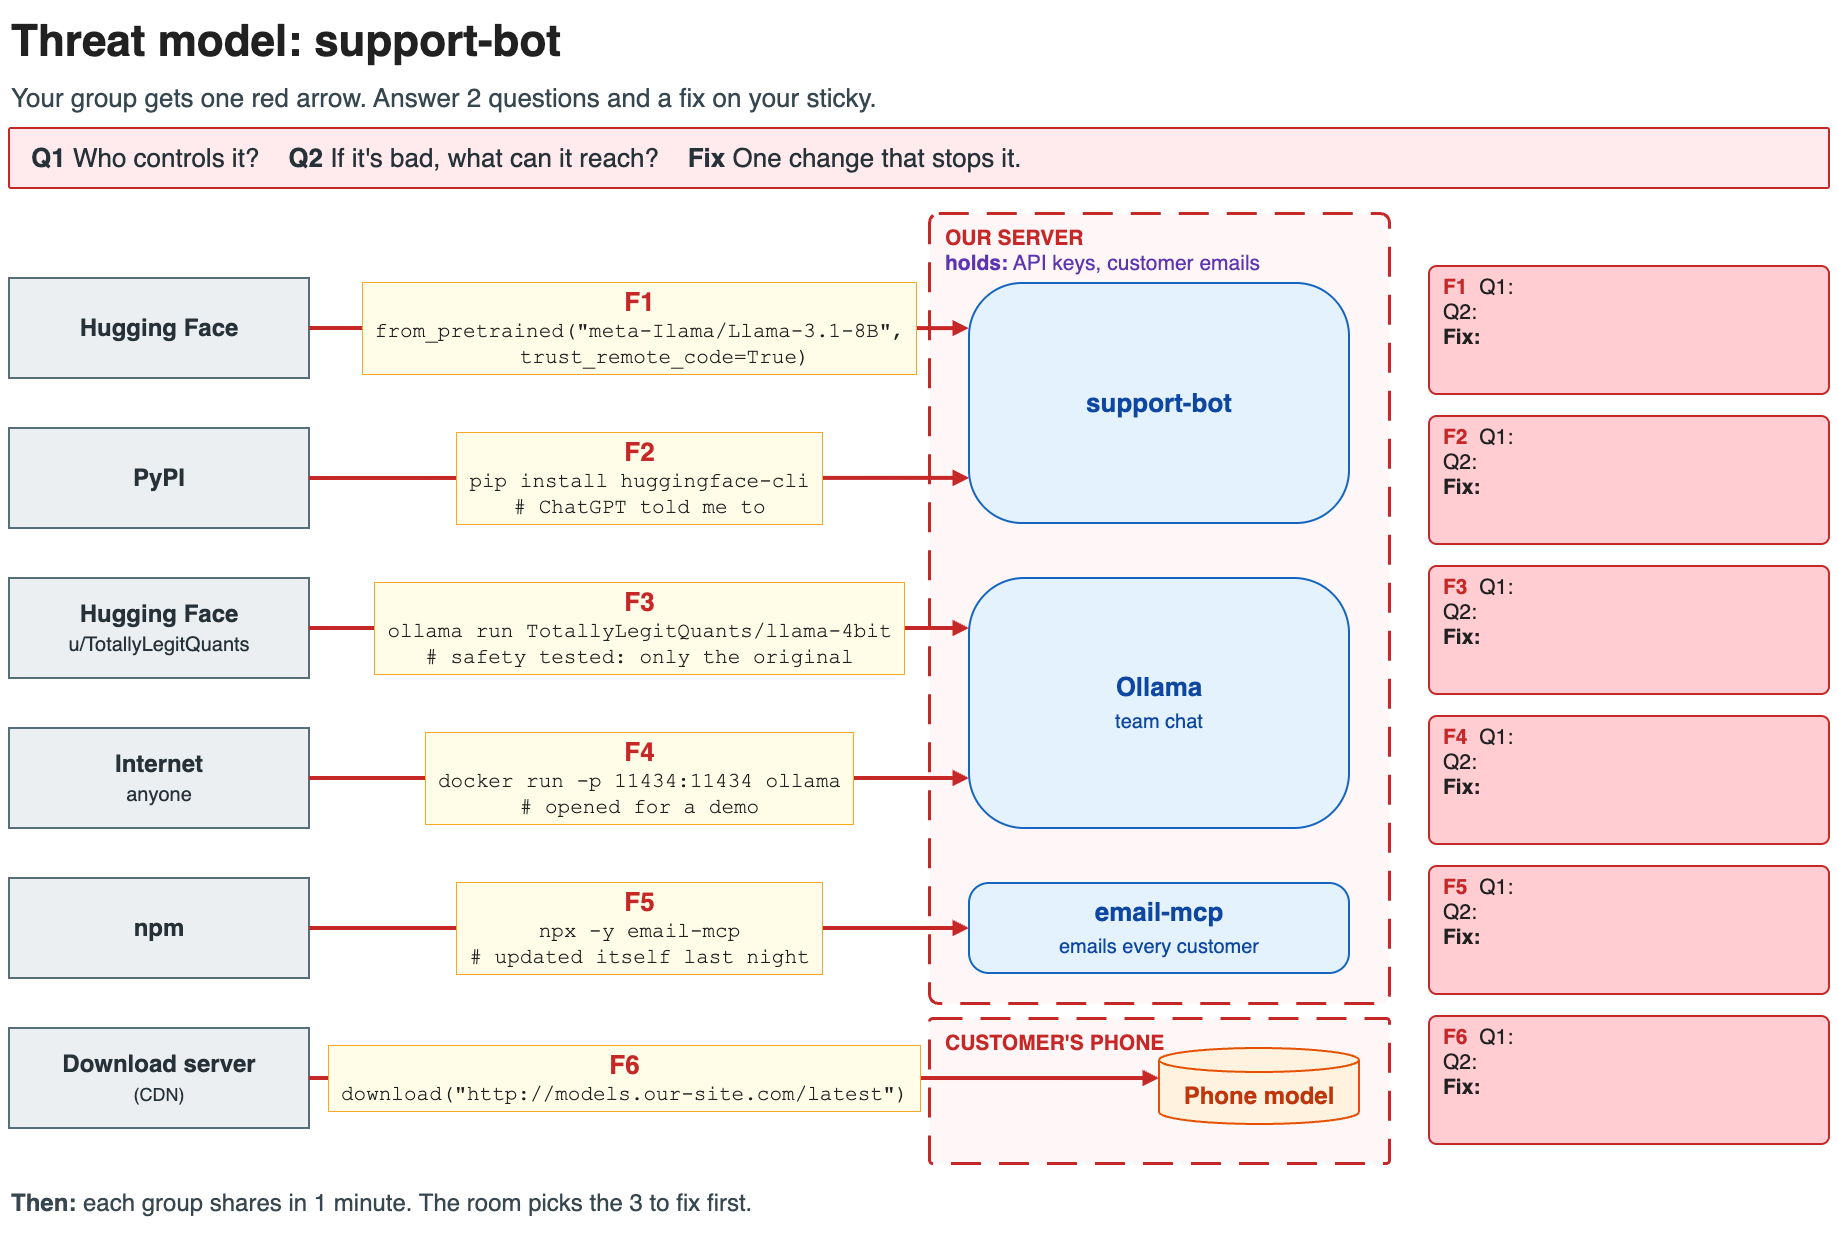 Threat model: support-bot
Your group gets one red arrow. Answer 2 questions and a fix on your sticky.
Q1 Who controls it? Q2 If it's bad, what can it reach? Fix One change that stops it.
OUR SERVER
holds: API keys, customer emails
Hugging Face
F1
from_pretrained("meta-Ilama/Llama-3.1-8B",
trust_remote_code=True)
support-bot
F1 Q1:
Q2:
Fix:
PyPI
F2
pip install huggingface-cli
# ChatGPT told me to
F2 Q1:
Q2:
Fix:
Hugging Face
u/TotallyLegitQuants
F3
ollama run TotallyLegitQuants/llama-4bit
# safety tested: only the original
Ollama
team chat
F3 Q1:
Q2:
Fix:
Internet
anyone
F4
docker run -p 11434:11434 ollama
# opened for a demo
F4 Q1:
Q2:
Fix:
npm
F5
npx -y email-mcp
# updated itself last night
email-mcp
emails every customer
F5 Q1:
Q2:
Fix:
Download server
(CDN)
F6
download("http://models.our-site.com/latest")
CUSTOMER'S PHONE
Phone model
F6 Q1:
Q2:
Fix:
Then: each group shares in 1 minute. The room picks the 3 to fix first.